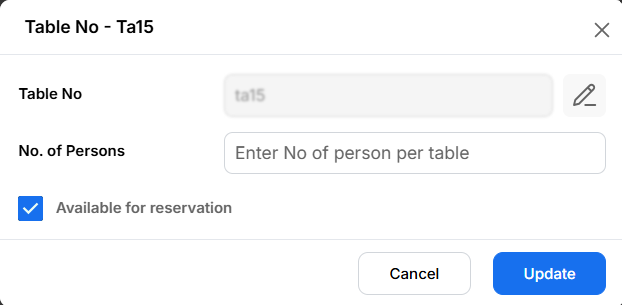 Table No - Ta15
Table No
ta15
No. of Persons
Enter No of person per table
Available for reservation
Cancel
Update